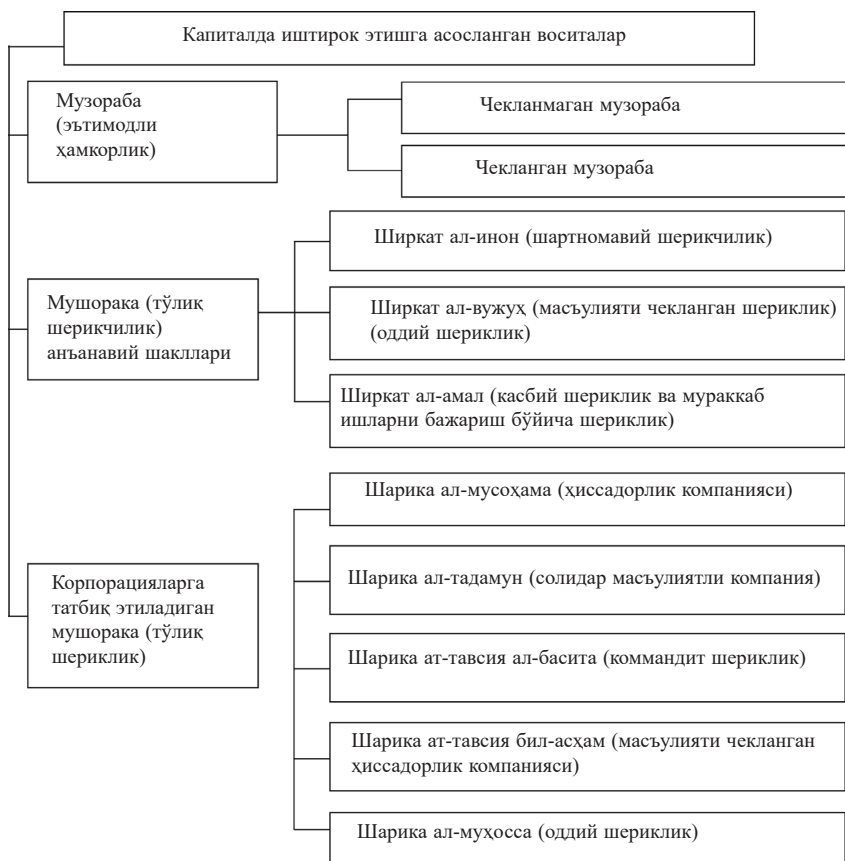 Капиталда иштирок этишга асосланган воситалар
Музораба
(эътимодли
ҳамкорлик)
Чекланмаган музораба
Чекланган музораба
Мушорака (тўлиқ
шерикчилик)
анъанавий шакллари
Ширкат ал-инон (шартномавий шерикчилик)
Ширкат ал-вужуҳ (масъулияти чекланган шериклик)
(оддий шериклик)
Ширкат ал-амал (касбий шериклик ва мураккаб
ишларни бажариш бўйича шериклик)
Корпорацияларга
татбиқ этиладиган
мушорака (тўлиқ
шериклик)
Шарика ал-мусоҳама (ҳиссадорлик компанияси)
Шарика ал-тадамун (солидар масъулиятли компания)
Шарика ат-тавсия ал-басита (коммандит шериклик)
Шарика ат-тавсия бил-асҳам (масъулияти чекланган
ҳиссадорлик компанияси)
Шарика ал-муҳосса (оддий шериклик)